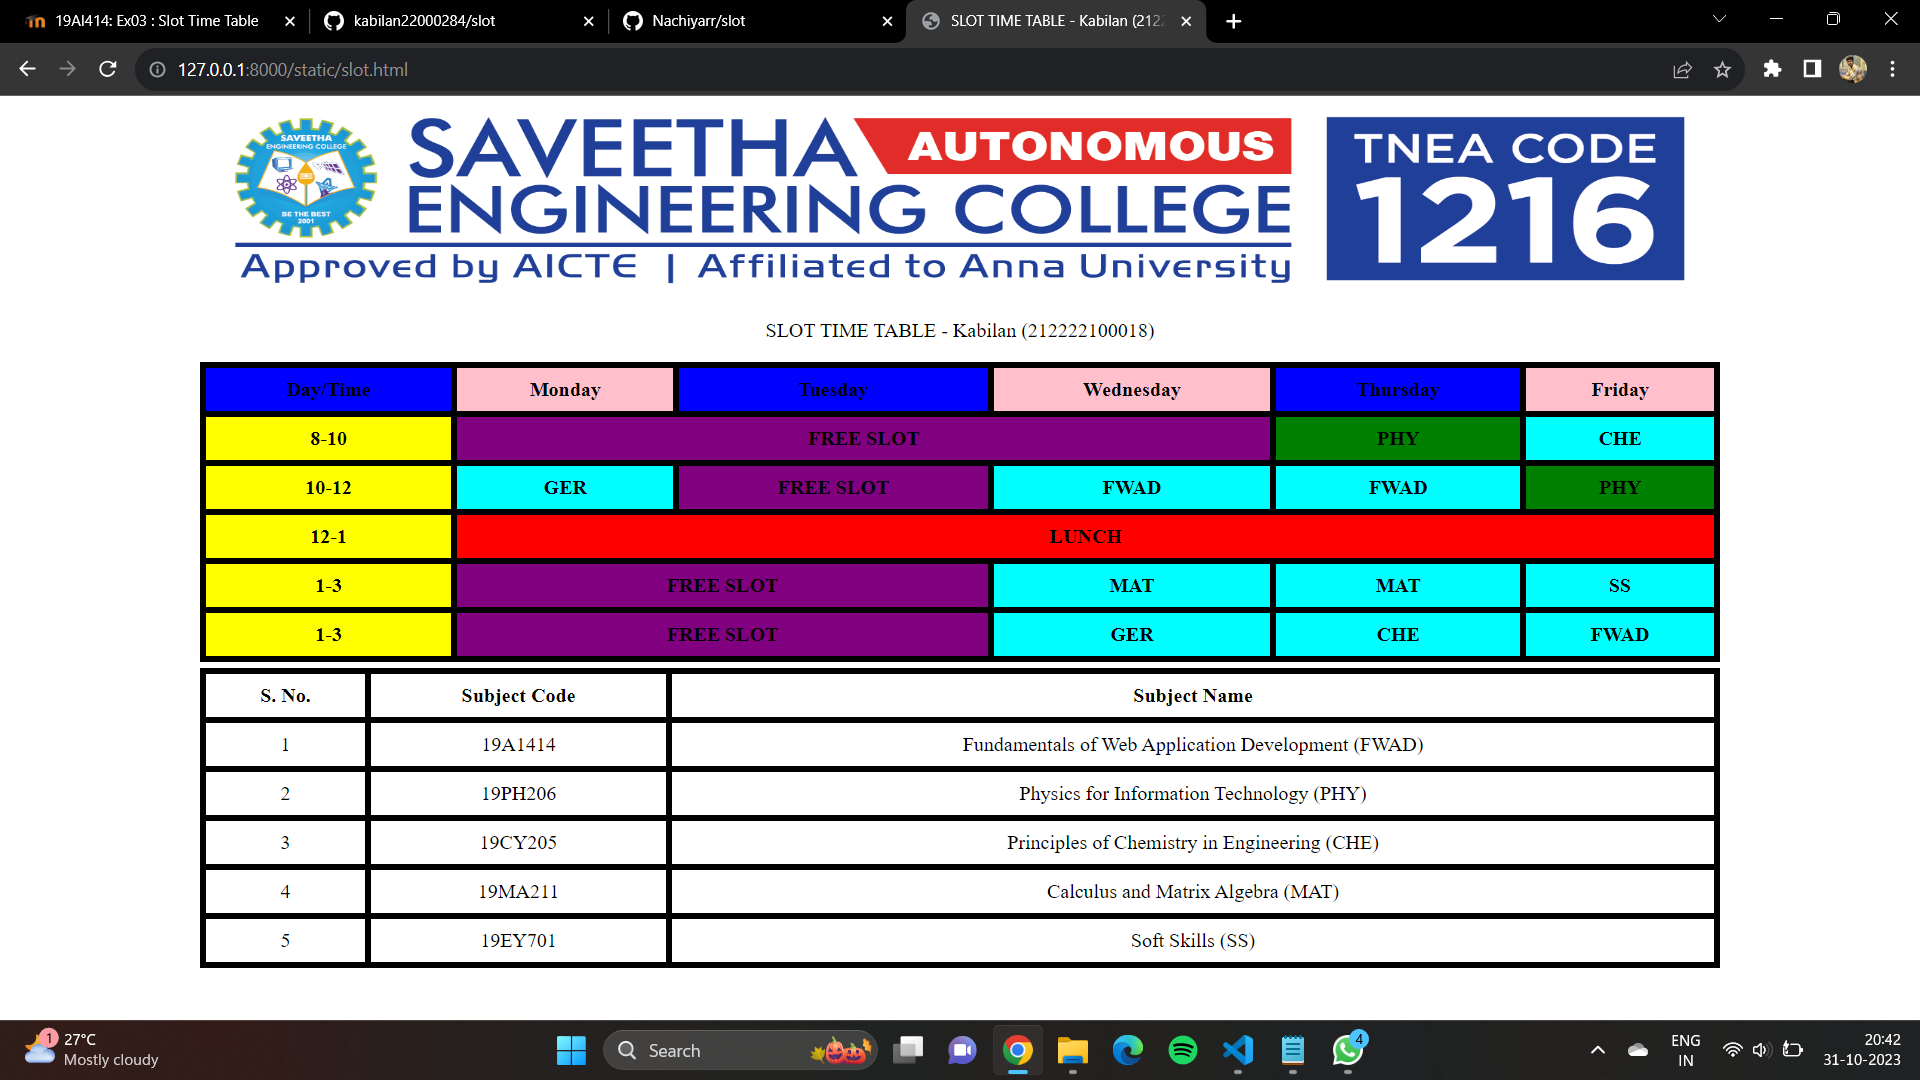 19AI414: Ex03 : Slot Time Table
kabilan22000284/slot
Nachiyarr/slot
SLOT TIME TABLE - Kabilan (2122
127.0.0.1:8000/static/slot.html
SAVEETHA
ENGINEERING COLLEGE
BE THE BEST
2001
SAVEETHA AUTONOMOUS
ENGINEERING COLLEGE
Approved by AICTE | Affiliated to Anna University
TNEA CODE
1216
SLOT TIME TABLE - Kabilan (212222100018)
Day/Time Monday Tuesday Wednesday Thursday Friday
8-10 FREE SLOT PHY CHE
10-12 GER FREE SLOT FWAD FWAD PHY
12-1 LUNCH
1-3 FREE SLOT MAT MAT SS
1-3 FREE SLOT GER CHE FWAD
S. No. Subject Code Subject Name
1 19A1414 Fundamentals of Web Application Development (FWAD)
2 19PH206 Physics for Information Technology (PHY)
3 19CY205 Principles of Chemistry in Engineering (CHE)
4 19MA211 Calculus and Matrix Algebra (MAT)
5 19EY701 Soft Skills (SS)
1
27°C
Mostly cloudy
Search
4
ENG
IN
20:42
31-10-2023